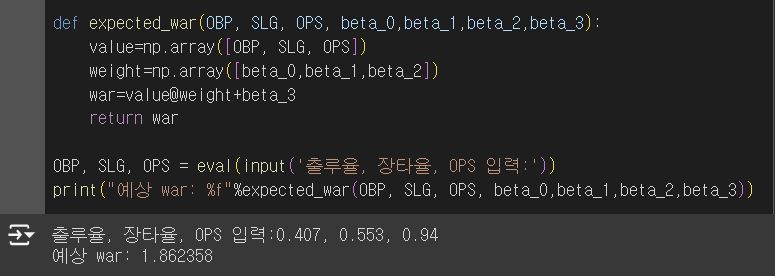 def expected_war(OBP, SLG, OPS, beta_0,beta_1,beta_2,beta_3):
    value=np.array([OBP, SLG, OPS])
    weight=np.array([beta_0,beta_1,beta_2])
    war=value@weight+beta_3
    return war

OBP, SLG, OPS = eval(input('출루율, 장타율, OPS 입력:'))
print("예상 war: %f"%expected_war(OBP, SLG, OPS, beta_0,beta_1,beta_2,beta_3))
출루율, 장타율, OPS 입력:0.407, 0.553, 0.94
예상 war: 1.862358